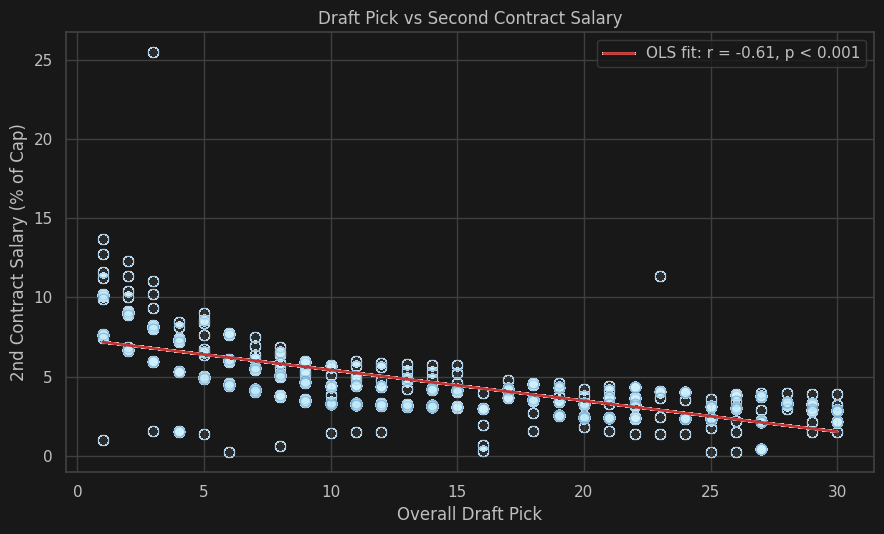 Draft Pick vs Second Contract Salary
OLS fit: r = -0.61, p < 0.001
2nd Contract Salary (% of Cap)
25
20
15
10
5
0
0 5 10 15 20 25 30
Overall Draft Pick